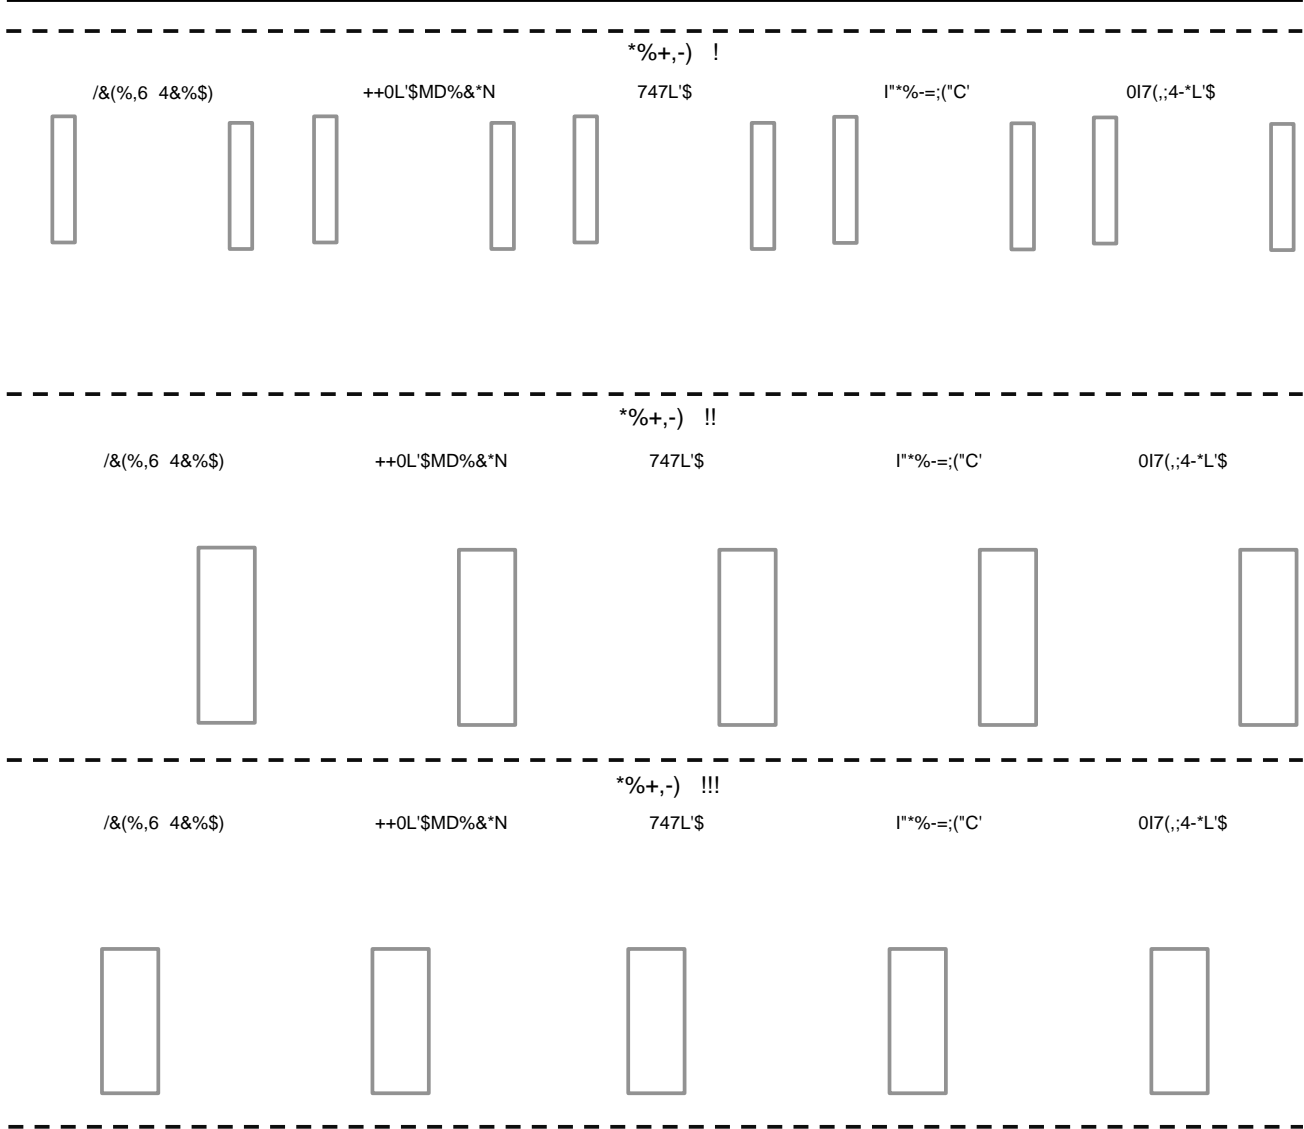 *%+,-) !
/&(%,6 4&%$) ++0L'$MD%&*N 747L'$ I"*%-=;("C' 0I7(,;4-*L'$
*%+,-) !!
/&(%,6 4&%$) ++0L'$MD%&*N 747L'$ I"*%-=;("C' 0I7(,;4-*L'$
*%+,-) !!!
/&(%,6 4&%$) ++0L'$MD%&*N 747L'$ I"*%-=;("C' 0I7(,;4-*L'$